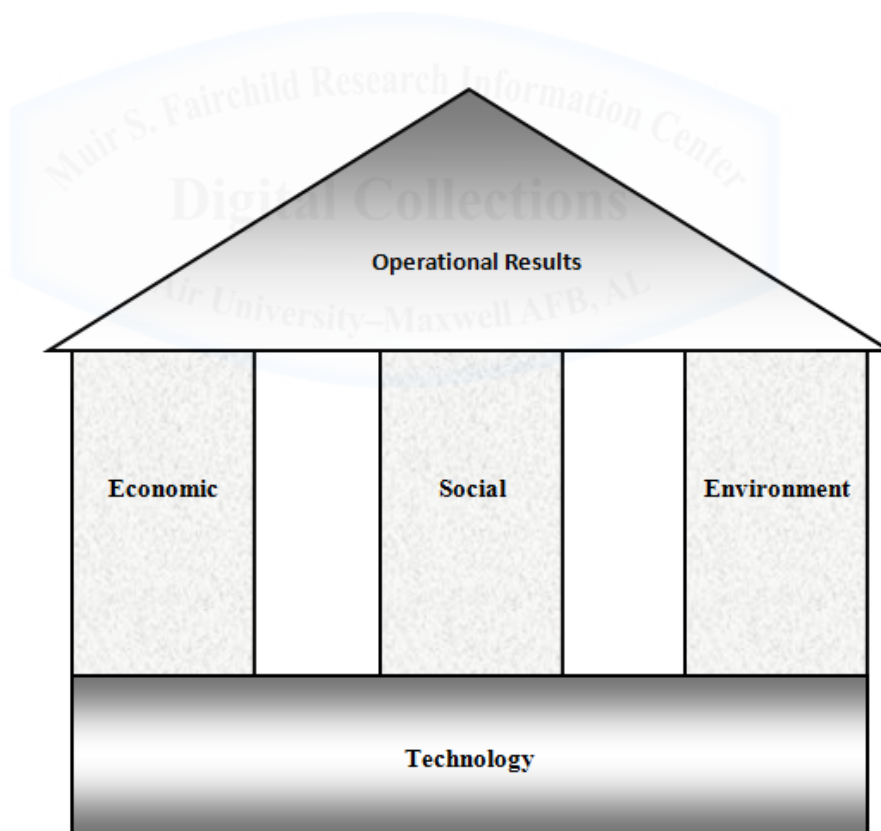 Muir S. Fairchild Research Information Center
Digital Collections
Operational Results
Air University–Maxwell AFB, AL
Economic
Social
Environment
Technology